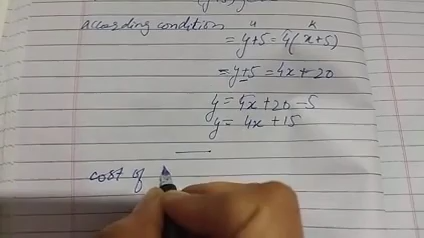 according condition
= y+5 = 4(x+5)
= y+5 = 4x+20
y = 4x+20-5
y = 4x+15
cost of